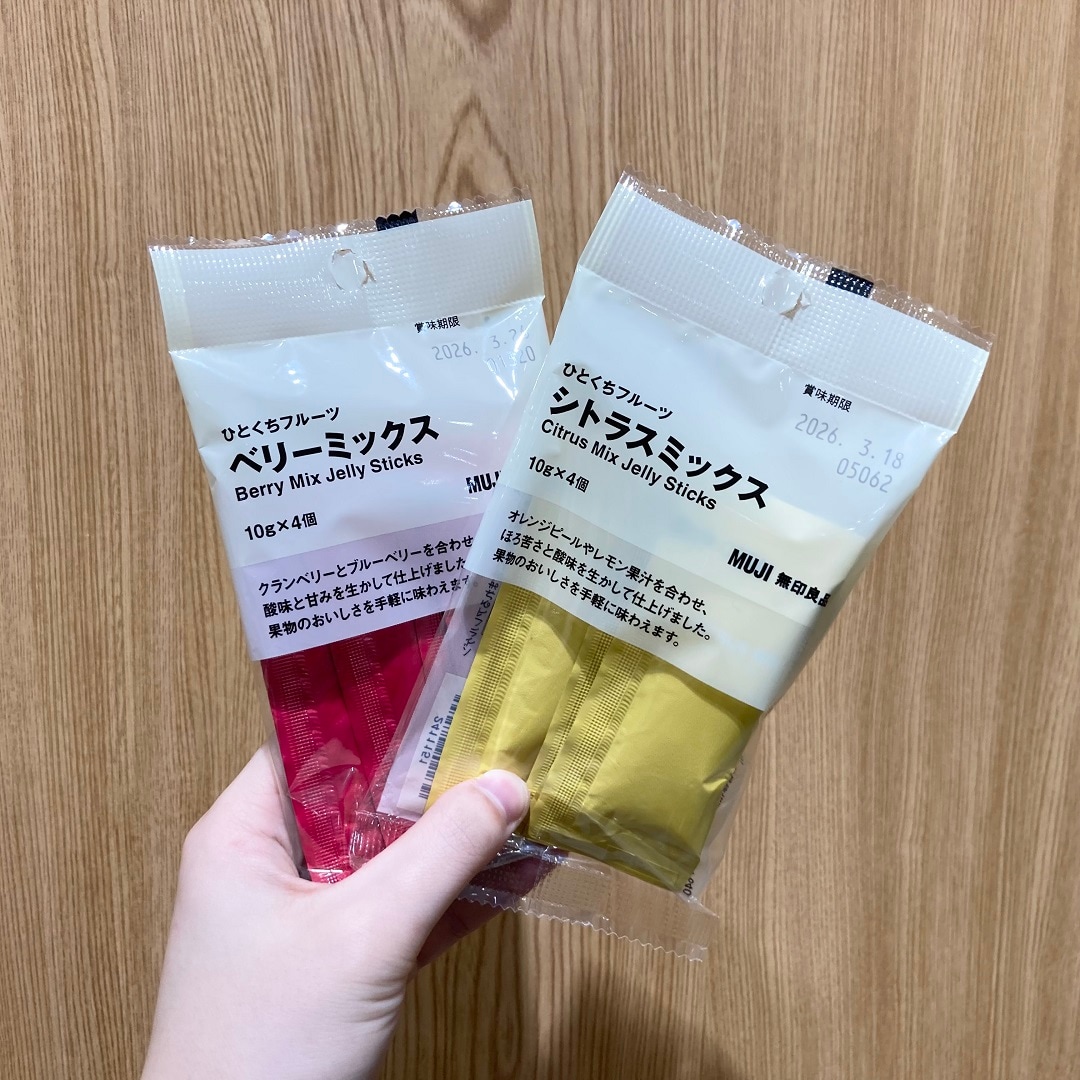 賞味期限
2026. 3.
ひとくちフルーツ
ベリーミックス
Berry Mix Jelly Sticks
10g×4個
MUJI
クランベリーとブルーベリーを合わせ、
酸味と甘みを生かして仕上げました
果物のおいしさを手軽に味わえます
2411151
賞味期限
2026. 3. 18
05062
ひとくちフルーツ
シトラスミックス
Citrus Mix Jelly Sticks
10g×4個
MUJI 無印良品
オレンジピールやレモン果汁を合わせ、
ほろ苦さと酸味を生かして仕上げました。
果物のおいしさを手軽に味わえます。